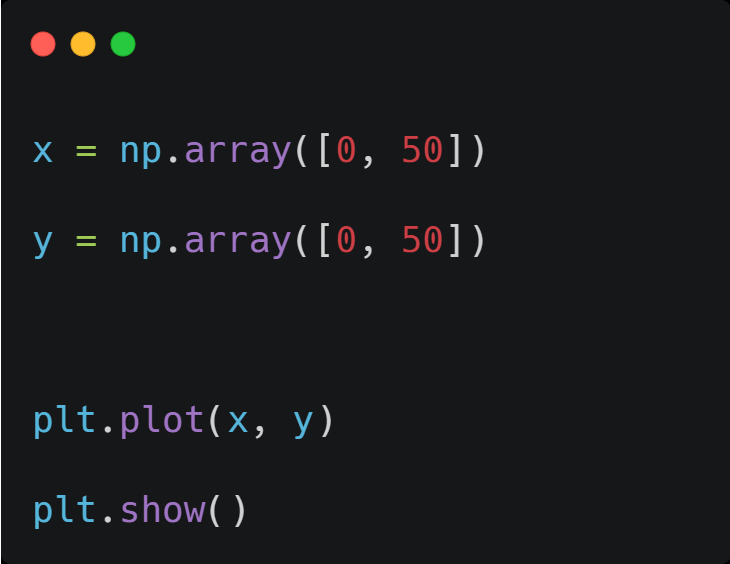 x = np.array([0, 50])
y = np.array([0, 50])
plt.plot(x, y)
plt.show()